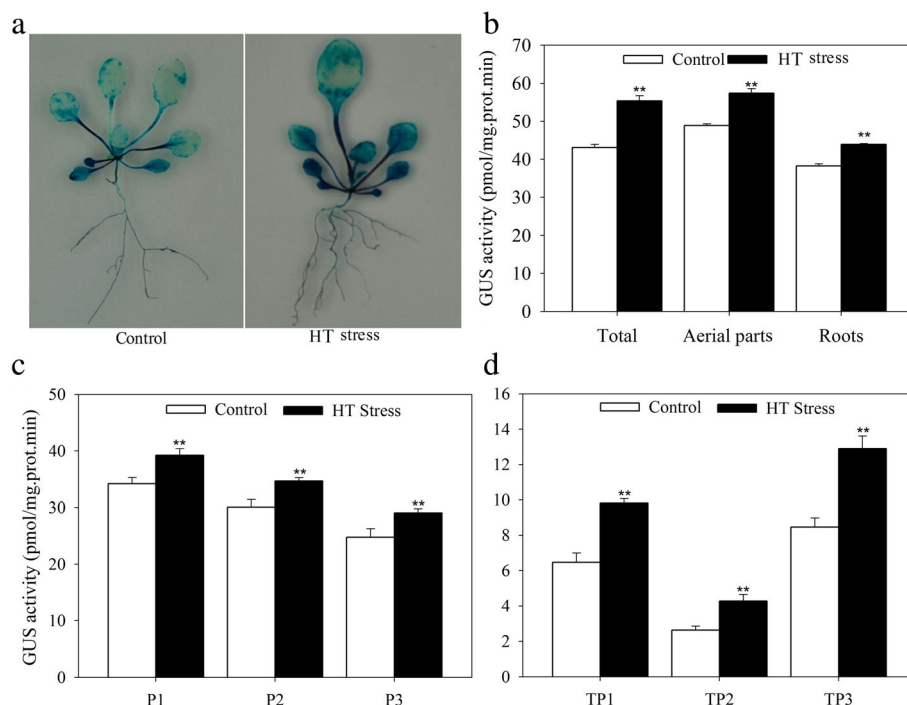 a
Control
HT stress
b
Control HT stress
GUS activity (pmol/mg.prot.min)
70
60
50
40
30
20
10
0
** ** **
Total Aerial parts Roots
c
Control HT Stress
GUS activity (pmol/mg.prot.min)
50
40
30
20
10
0
** ** **
P1 P2 P3
d
Control HT Stress
16
14
12
10
8
6
4
2
0
** ** **
TP1 TP2 TP3